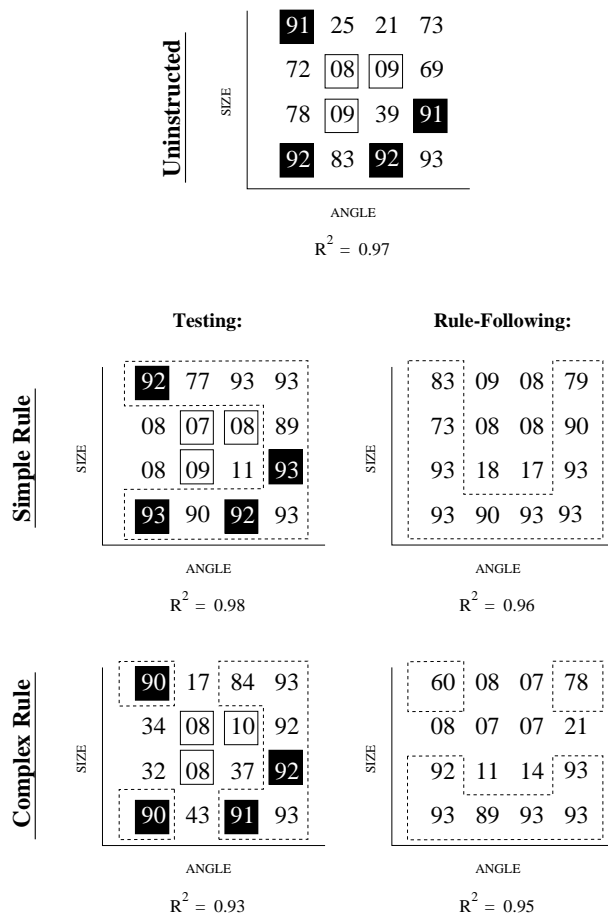 Uninstructed
SIZE
91 25 21 73
72 08 09 69
78 09 39 91
92 83 92 93
ANGLE
R2 = 0.97
Testing:
Rule-Following:
Simple Rule
SIZE
92 77 93 93
08 07 08 89
08 09 11 93
93 90 92 93
ANGLE
R2 = 0.98
SIZE
83 09 08 79
73 08 08 90
93 18 17 93
93 90 93 93
ANGLE
R2 = 0.96
Complex Rule
SIZE
90 17 84 93
34 08 10 92
32 08 37 92
90 43 91 93
ANGLE
R2 = 0.93
SIZE
60 08 07 78
08 07 07 21
92 11 14 93
93 89 93 93
ANGLE
R2 = 0.95